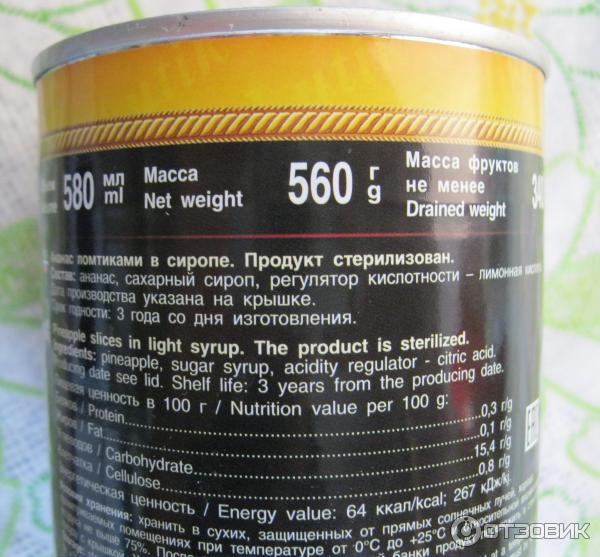 580 мл ml
Масса Net weight
560 г g
Масса фруктов не менее Drained weight
Ананас ломтиками в сиропе. Продукт стерилизован.
Состав: ананас, сахарный сироп, регулятор кислотности – лимонная
производства указана на крышке.
годности: 3 года со дня изготовления.
Pineapple slices in light syrup. The product is sterilized.
Ingredients: pineapple, sugar syrup, acidity regulator - citric acid.
date see lid. Shelf life: 3 years from the producing date.
ценность в 100 г / Nutrition value per 100 g:
/ Protein 0,3 г/g
/ Fat 0,1 г/g
/ Carbohydrate 15,4 г/g
/ Cellulose 0,8 г/g
ценность / Energy value: 64 ккал/kcal; 267 кДж/kj.
хранения: хранить в сухих, защищенных от прямых солнечных лучей,
помещениях при температуре от 0°С до +25°С
выше 75%.
ОТЗОВИК